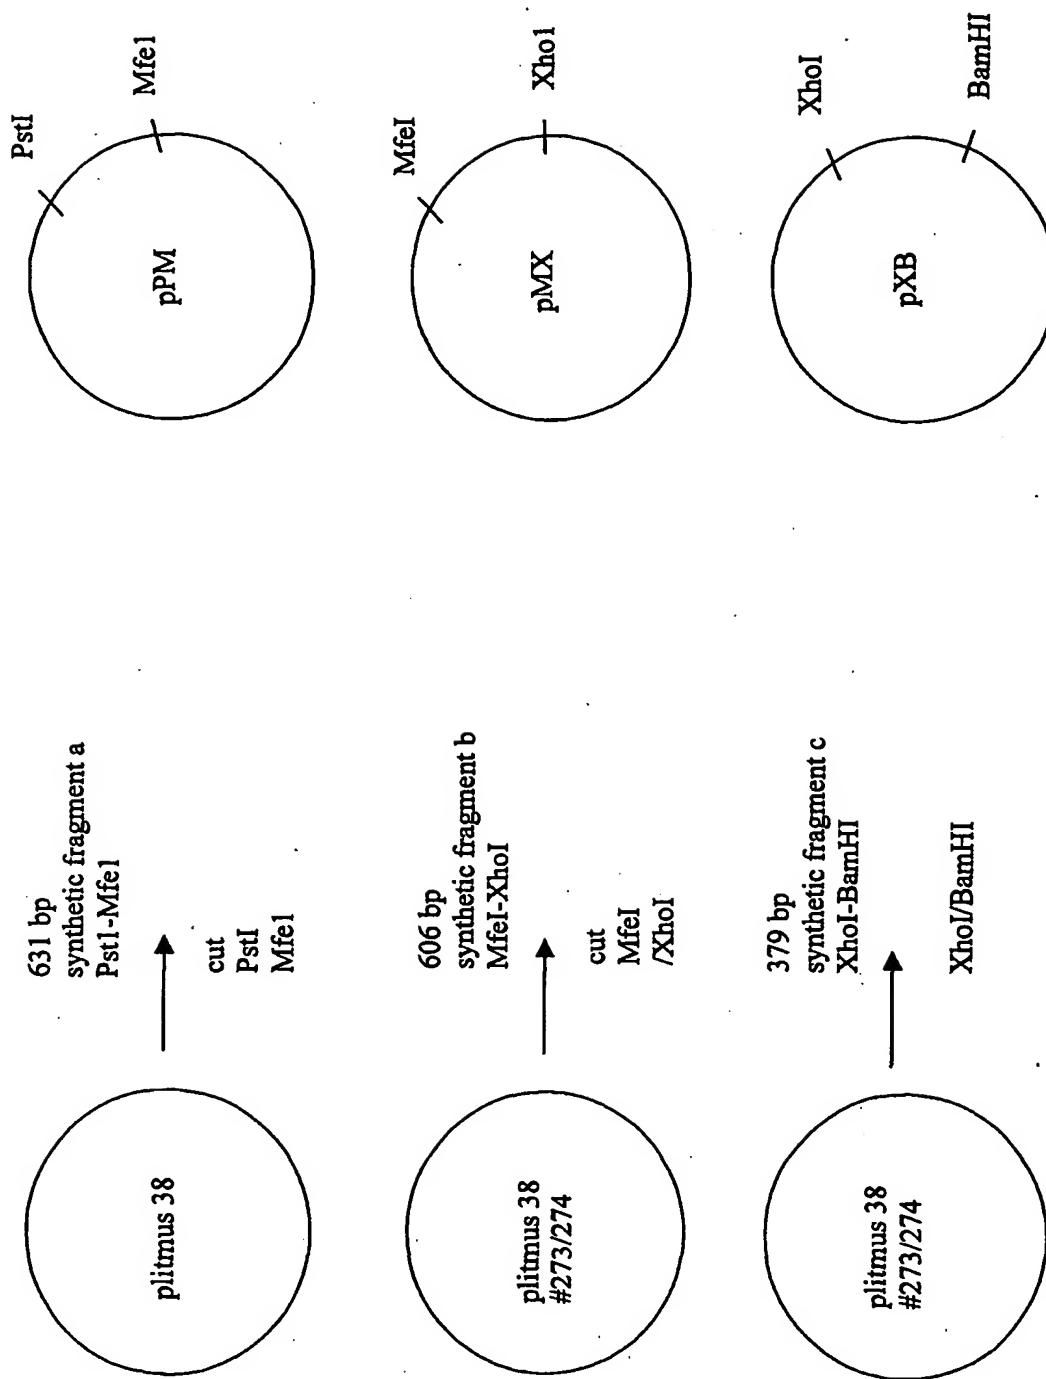 plitmus 38
631 bp
synthetic fragment a
Pst1-Mfe1
cut
PstI
Mfe1
pPM
PstI
Mfe1
plitmus 38
#273/274
606 bp
synthetic fragment b
MfeI-XhoI
cut
MfeI
/XhoI
pMX
MfeI
Xho1
plitmus 38
#273/274
379 bp
synthetic fragment c
XhoI-BamHI
XhoI/BamHI
pXB
XhoI
BamHI